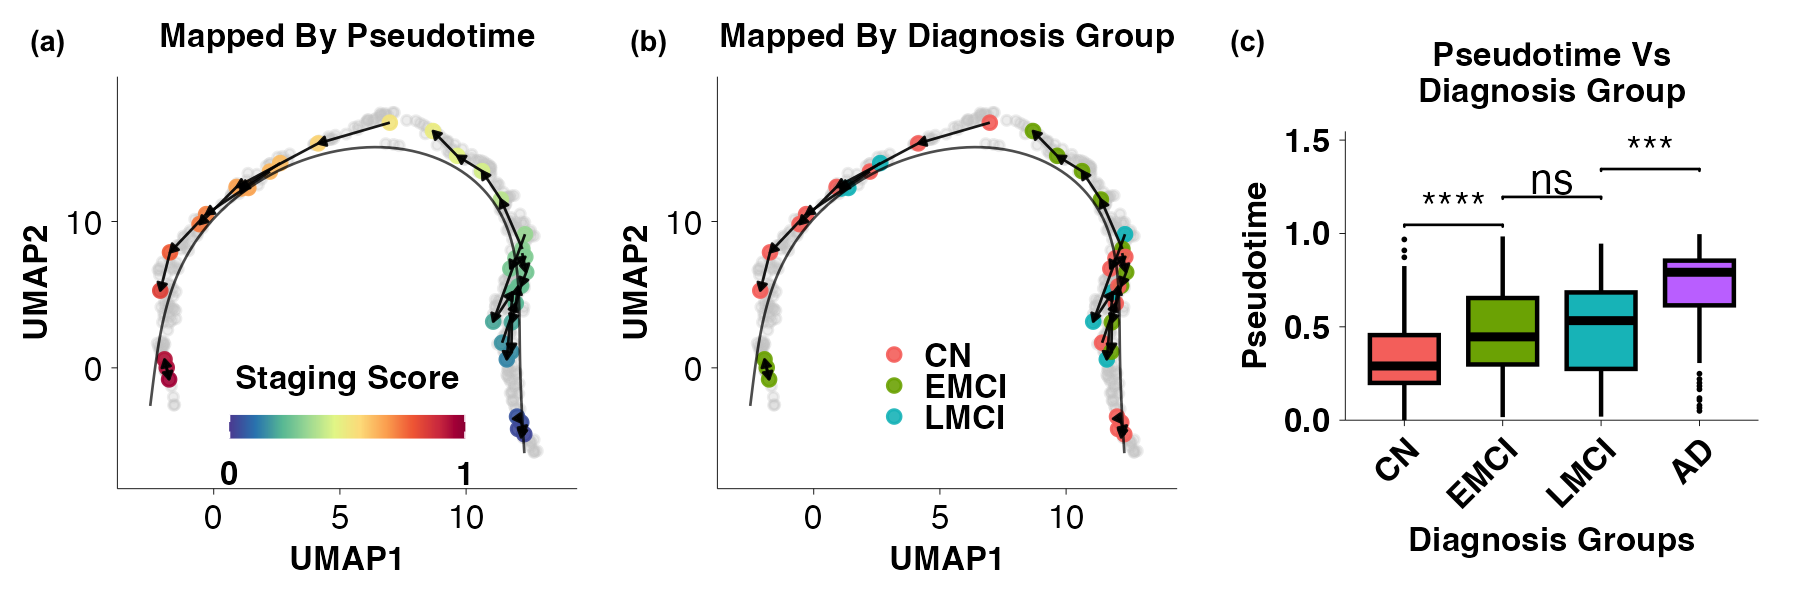 (a)
Mapped By Pseudotime
UMAP2
10
0
Staging Score
0 1
0 5 10
UMAP1
(b)
Mapped By Diagnosis Group
UMAP2
10
0
CN
EMCI
LMCI
0 5 10
UMAP1
(c)
Pseudotime Vs
Diagnosis Group
Pseudotime
1.5
1.0
0.5
0.0
****
ns
***
CN
EMCI
LMCI
AD
Diagnosis Groups